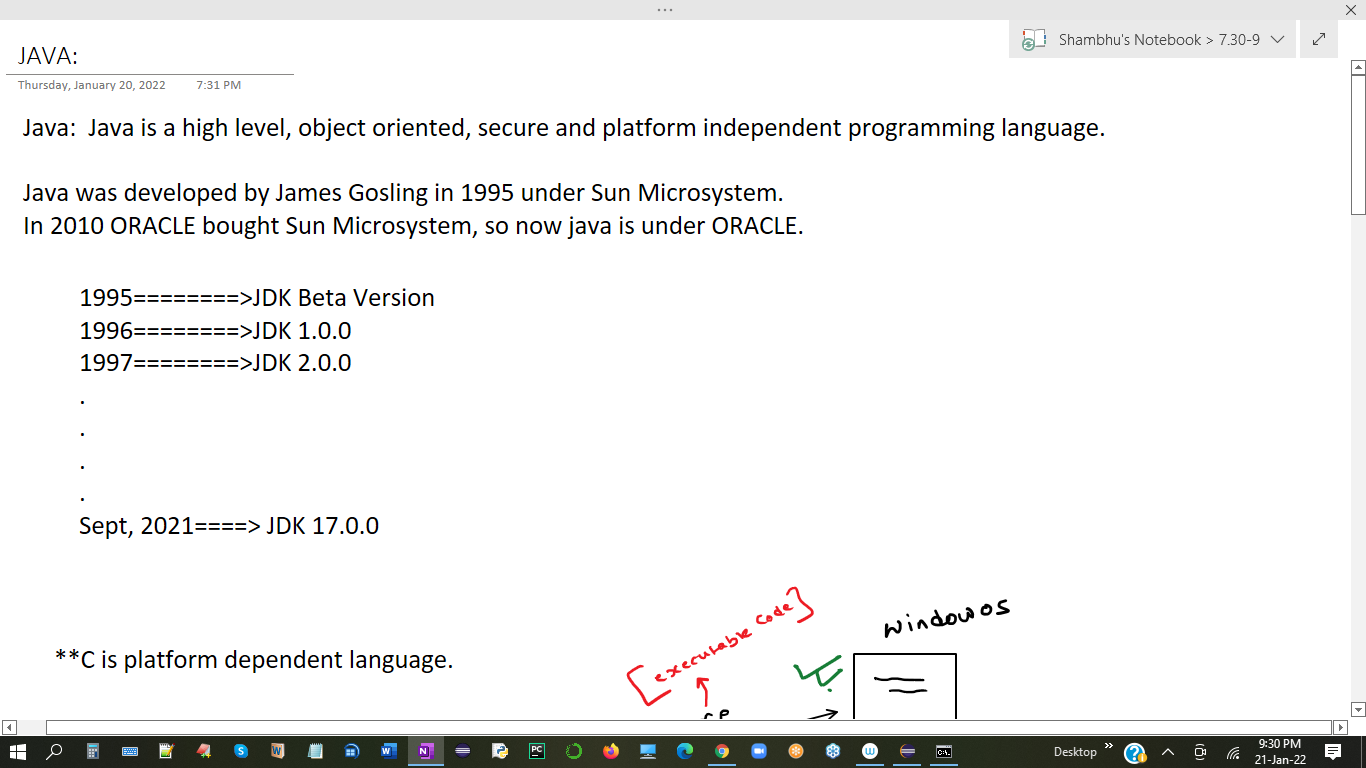 JAVA:
Shambhu's Notebook > 7.30-9
Thursday, January 20, 2022 7:31 PM
Java: Java is a high level, object oriented, secure and platform independent programming language.
Java was developed by James Gosling in 1995 under Sun Microsystem.
In 2010 ORACLE bought Sun Microsystem, so now java is under ORACLE.
1995========>JDK Beta Version
1996========>JDK 1.0.0
1997========>JDK 2.0.0
.
.
.
.
Sept, 2021====> JDK 17.0.0
[executable code]
windowos
**C is platform dependent language.
Desktop
9:30 PM
21-Jan-22